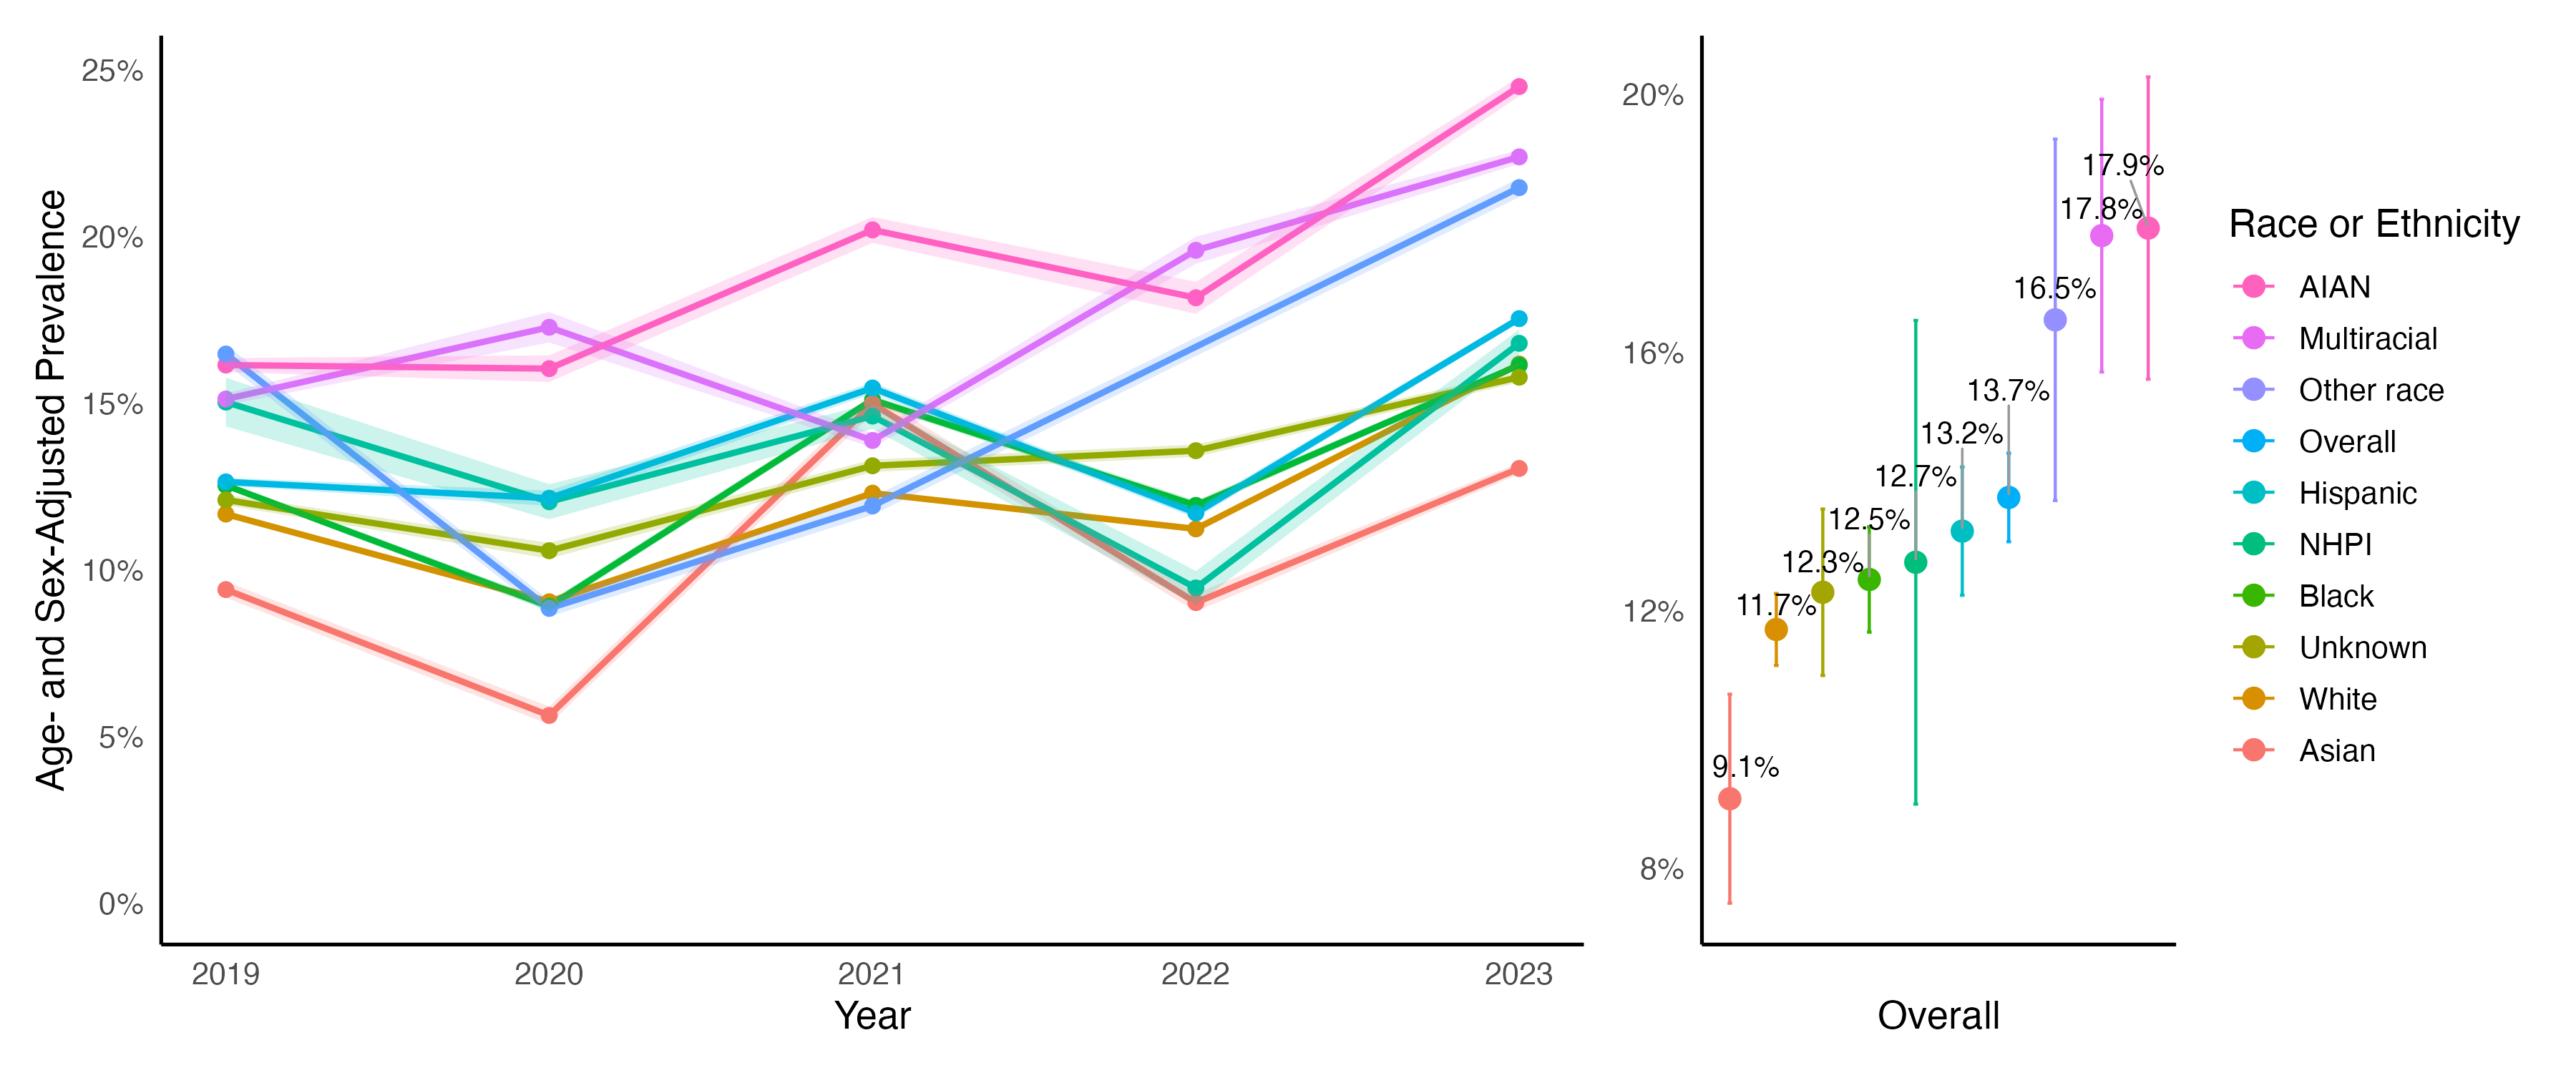 Age- and Sex-Adjusted Prevalence
25%
20%
15%
10%
5%
0%
2019 2020 2021 2022 2023
Year
20%
16%
12%
8%
9.1%
11.7%
12.3%
12.5%
12.7%
13.2%
13.7%
16.5%
17.8%
17.9%
Overall
Race or Ethnicity
AIAN
Multiracial
Other race
Overall
Hispanic
NHPI
Black
Unknown
White
Asian